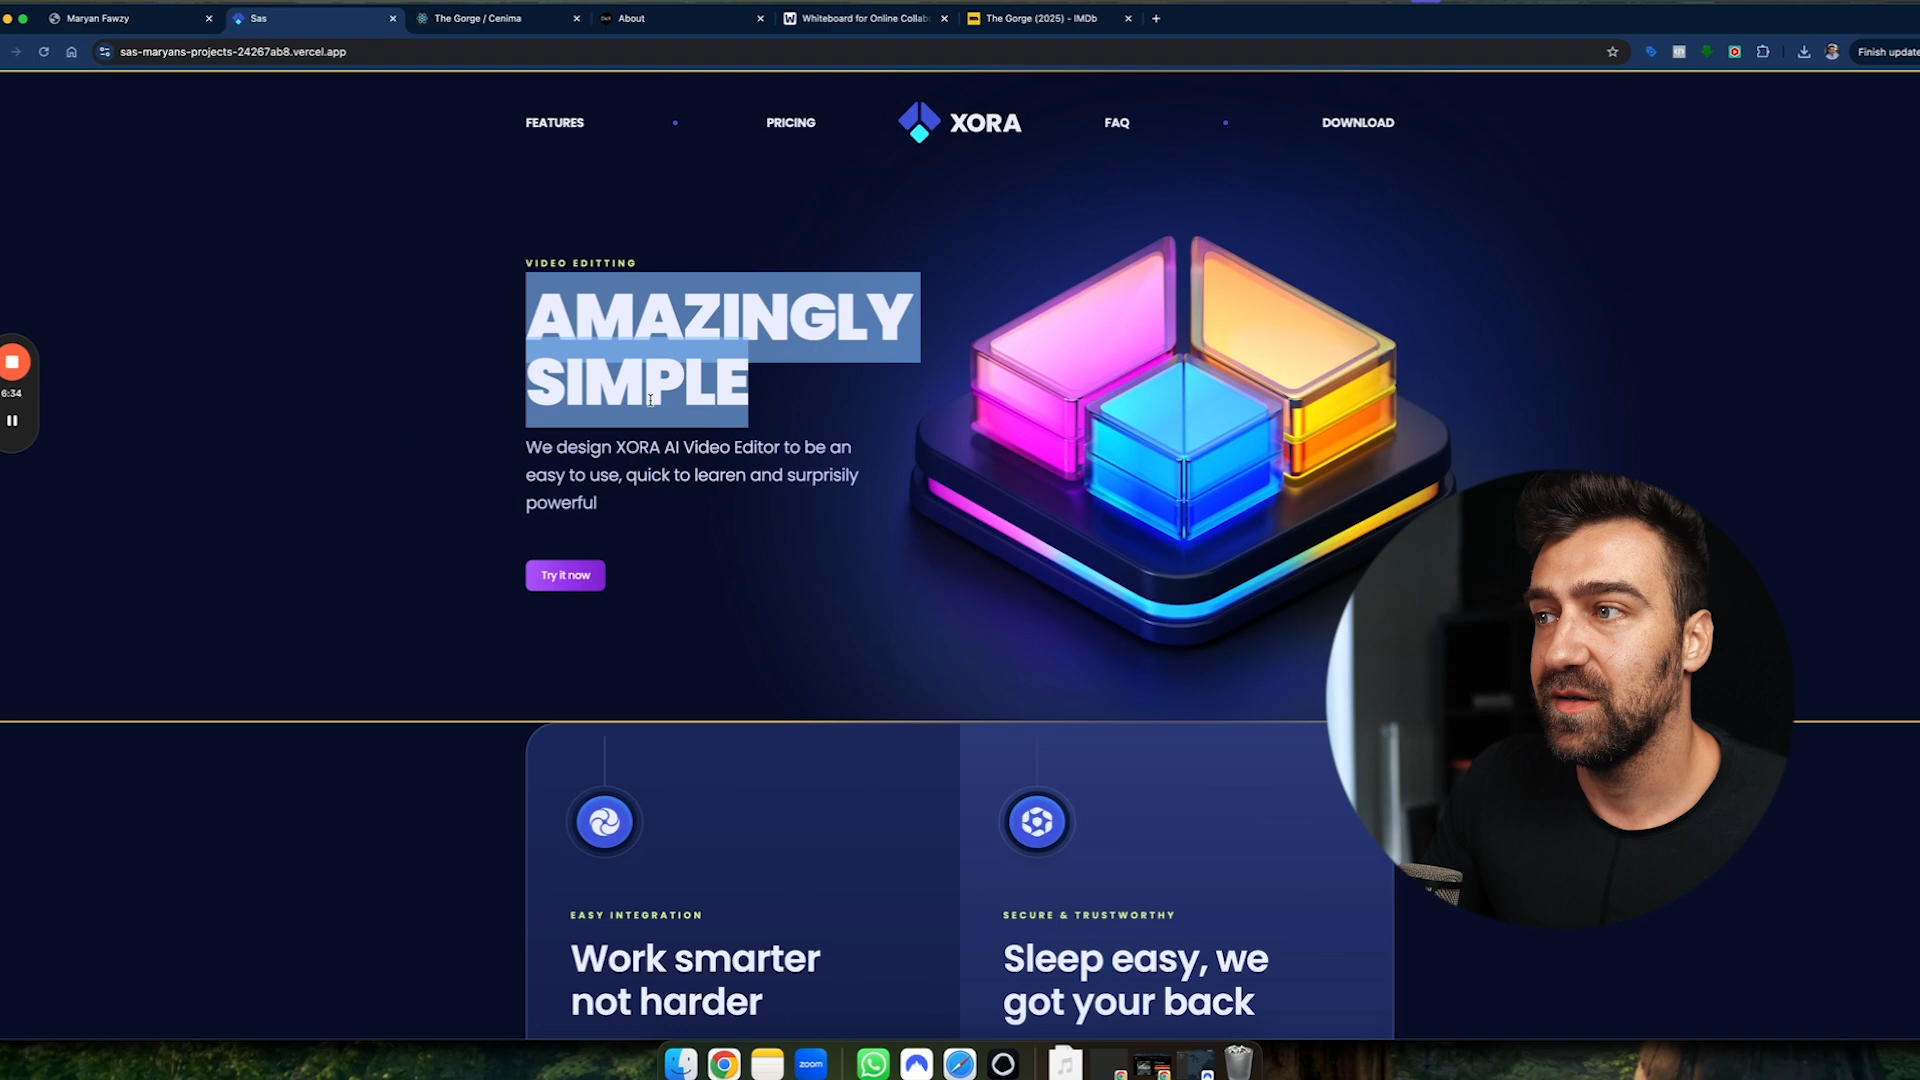 Maryan Fawzy
Sas
The Gorge / Cenima
About
Whiteboard for Online Collab
The Gorge (2025) - IMDb
sas-maryans-projects-24267ab8.vercel.app
Finish update
FEATURES
PRICING
XORA
FAQ
DOWNLOAD
VIDEO EDITTING
AMAZINGLY
SIMPLE
6:34
We design XORA AI Video Editor to be an
easy to use, quick to learen and surprisily
powerful
Try it now
EASY INTEGRATION
Work smarter
not harder
SECURE & TRUSTWORTHY
Sleep easy, we
got your back
zoom